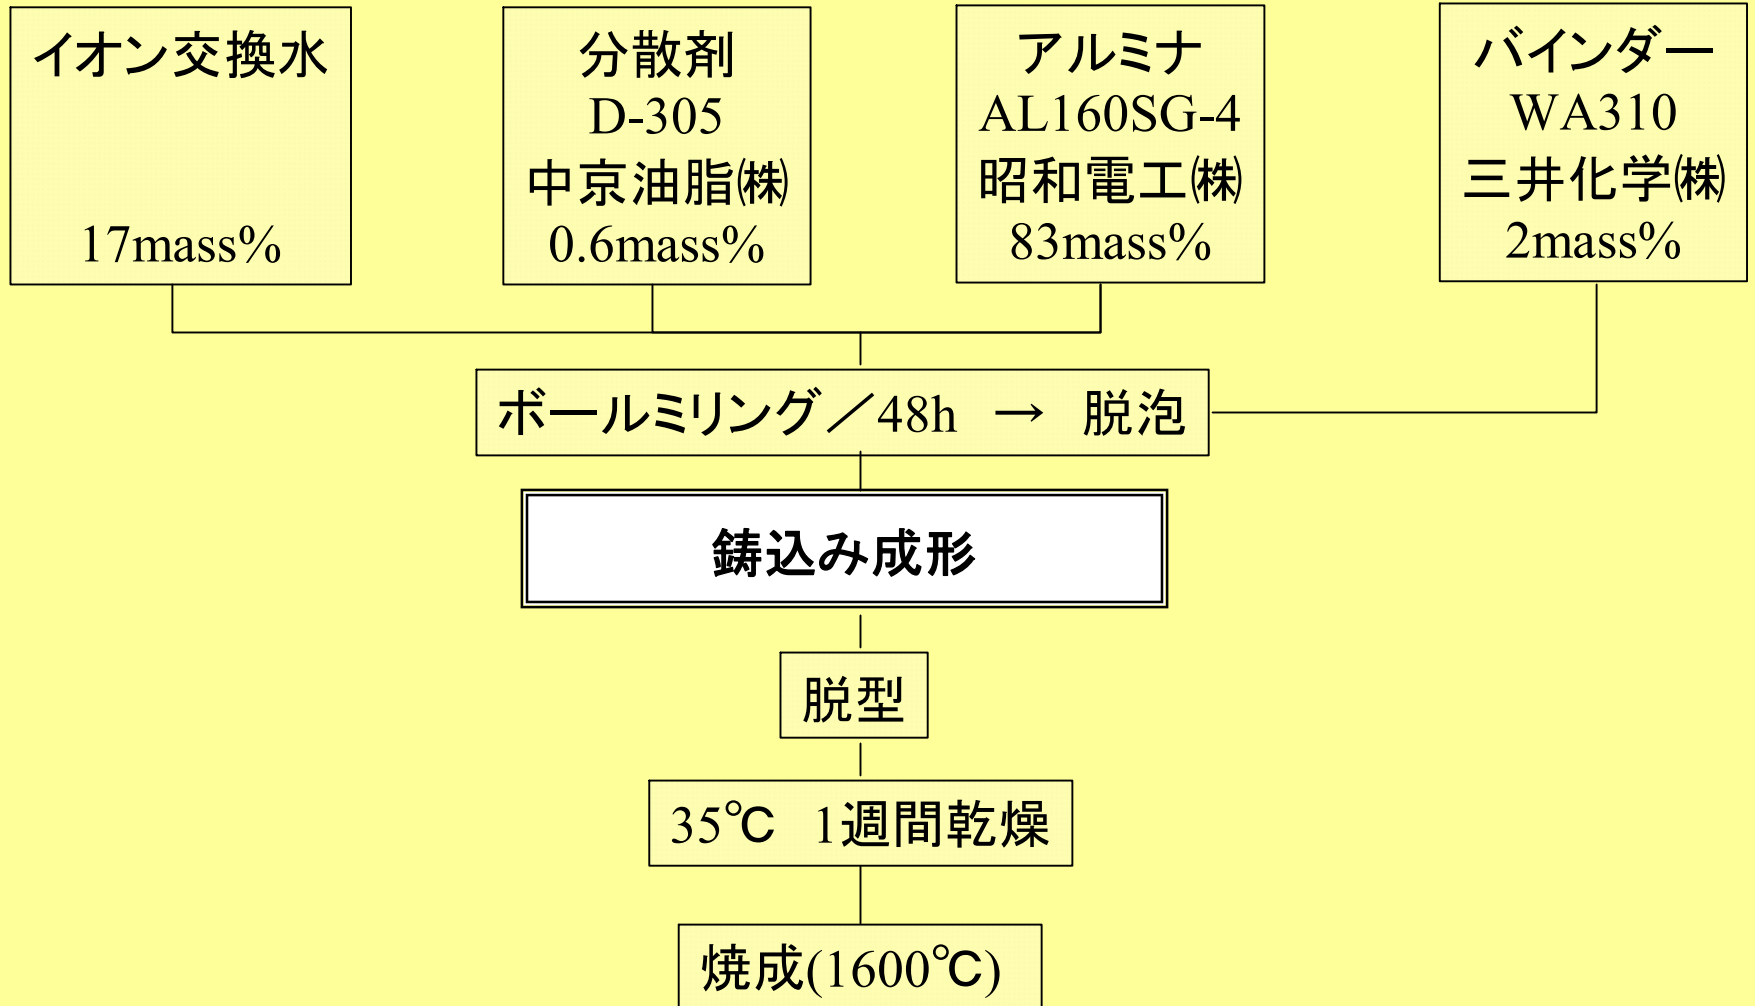 イオン交換水
17mass%
分散剤
D-305
中京油脂㈱
0.6mass%
アルミナ
AL160SG-4
昭和電工㈱
83mass%
バインダー
WA310
三井化学㈱
2mass%
ボールミリング／48h → 脱泡
鋳込み成形
脱型
35℃ 1週間乾燥
焼成(1600℃)